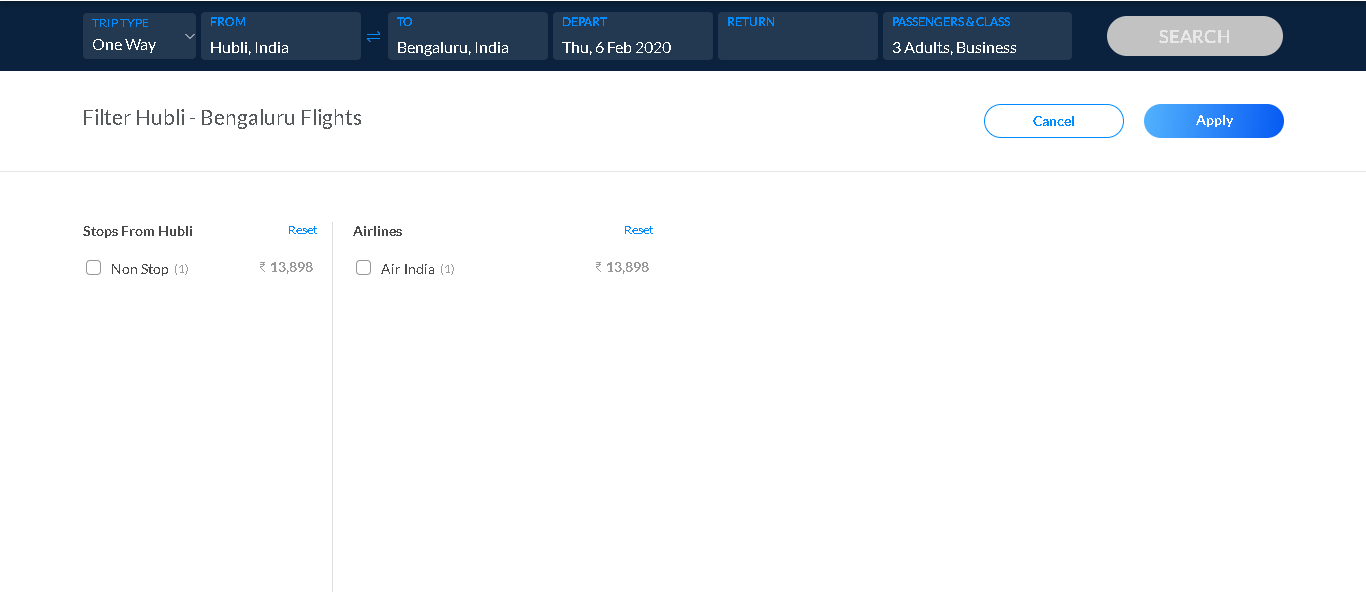 TRIP TYPE
One Way
FROM
Hubli, India
TO
Bengaluru, India
DEPART
Thu, 6 Feb 2020
RETURN
PASSENGERS & CLASS
3 Adults, Business
SEARCH
Filter Hubli - Bengaluru Flights
Cancel
Apply
Stops From Hubli
Reset
Non Stop (1)
₹ 13,898
Airlines
Reset
Air India (1)
₹ 13,898